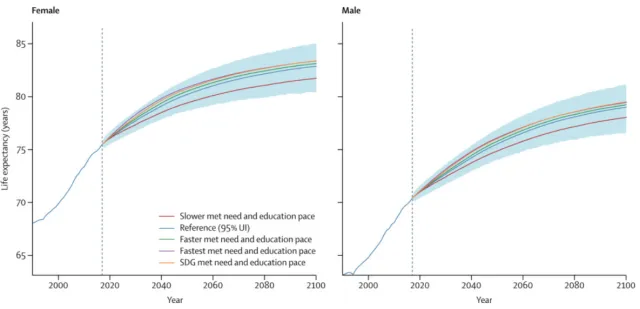 Female
Male
85
80
75
70
65
Life expectancy (years)
Slower met need and education pace
Reference (95% UI)
Faster met need and education pace
Fastest met need and education pace
SDG met need and education pace
2000 2020 2040 2060 2080 2100
2000 2020 2040 2060 2080 2100
Year
Year